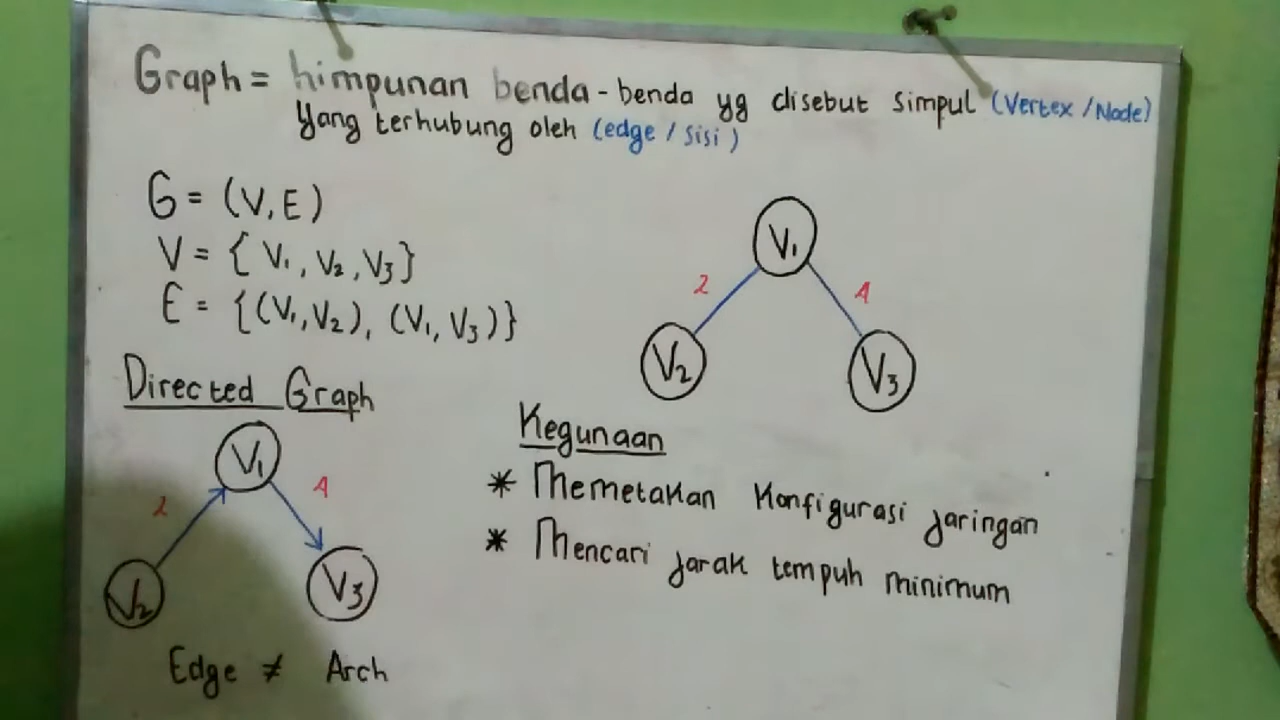 Graph = himpunan benda-benda yg disebut simpul (Vertex / Node)
yang terhubung oleh (edge / sisi)
G = (V, E)
V = { V₁, V₂, V₃}
E = {(V₁, V₂), (V₁, V₃)}
V₁
2
4
V₂
V₃
Directed Graph
V₁
2
4
V₂
V₃
Edge ≠ Arch
Kegunaan
* Memetakan Konfigurasi jaringan
* Mencari jarak tempuh minimum